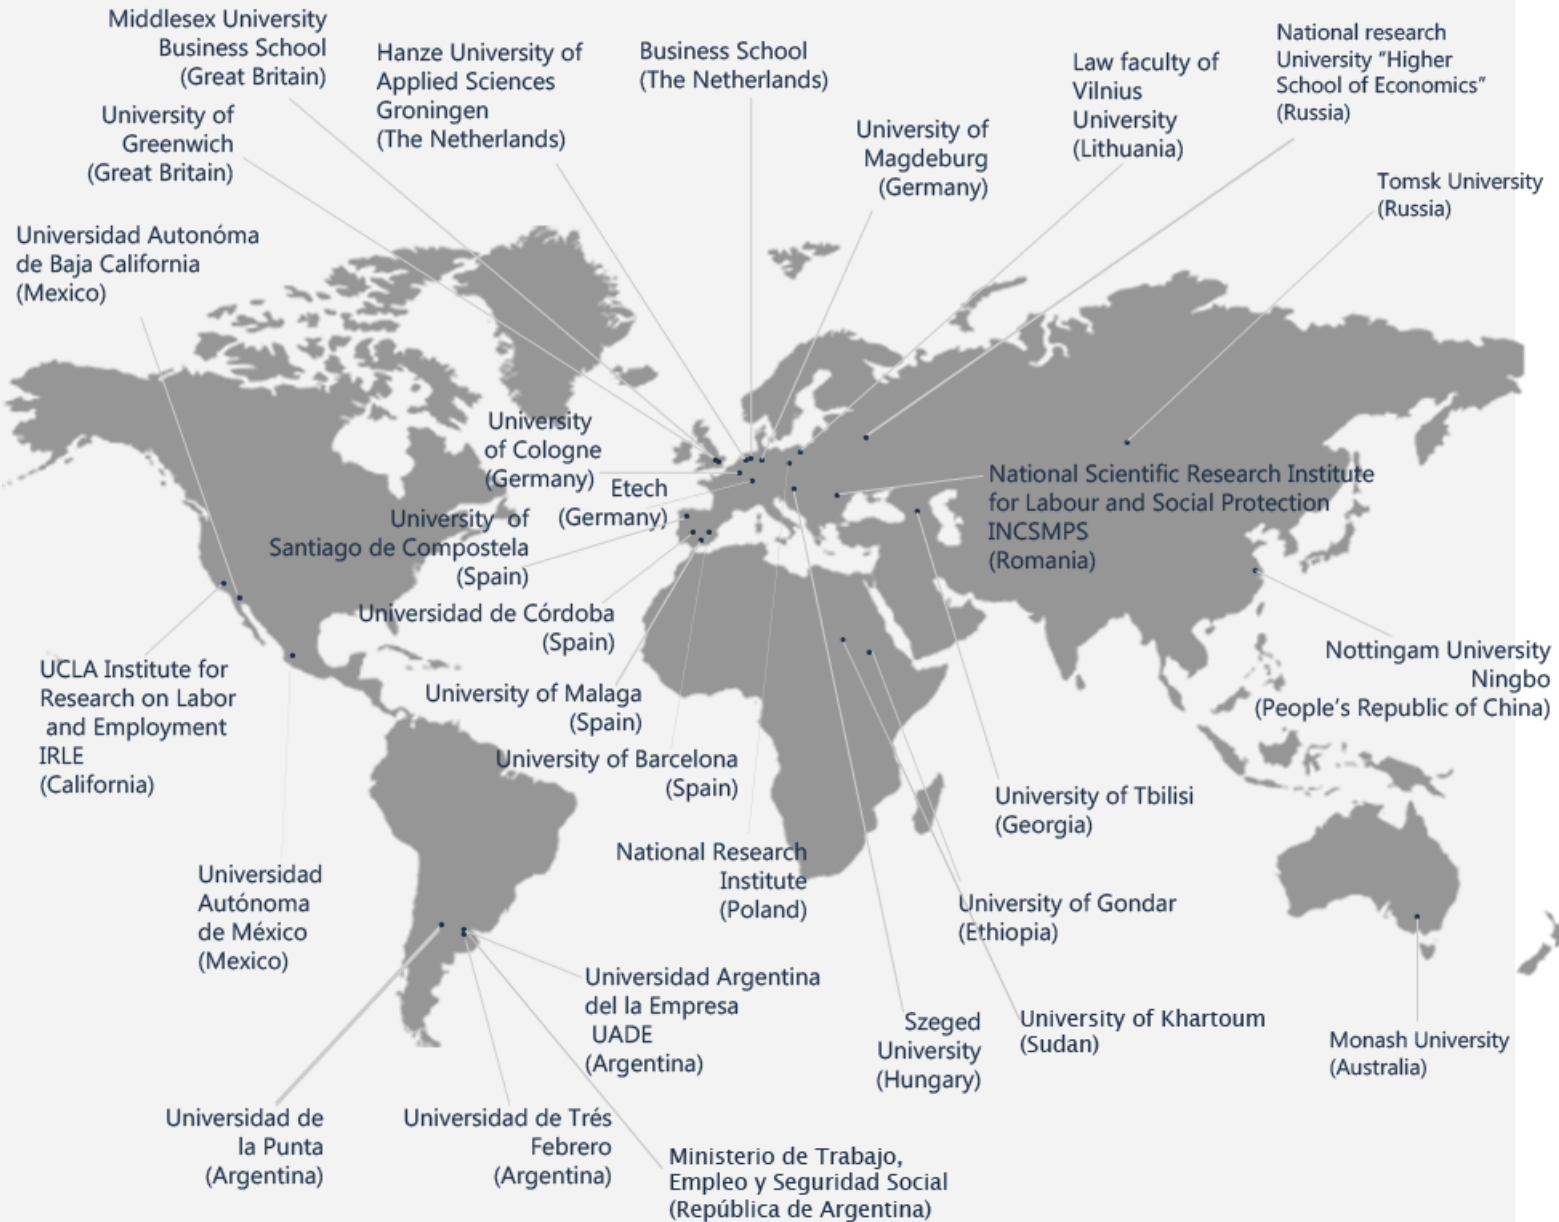 Middlesex University
Business School
(Great Britain)
Hanze University of
Applied Sciences
Groningen
(The Netherlands)
Business School
(The Netherlands)
University of
Magdeburg
(Germany)
Law faculty of
Vilnius
University
(Lithuania)
National research
University “Higher
School of Economics”
(Russia)
University of
Greenwich
(Great Britain)
Tomsk University
(Russia)
Universidad Autonóma
de Baja California
(Mexico)
University
of Cologne
(Germany)
Etech
(Germany)
National Scientific Research Institute
for Labour and Social Protection
INCSMPS
(Romania)
University of
Santiago de Compostela
(Spain)
Universidad de Córdoba
(Spain)
UCLA Institute for
Research on Labor
and Employment
IRLE
(California)
University of Malaga
(Spain)
Nottingam University
Ningbo
(People’s Republic of China)
University of Barcelona
(Spain)
University of Tbilisi
(Georgia)
National Research
Institute
(Poland)
Universidad
Autónoma
de México
(Mexico)
University of Gondar
(Ethiopia)
Universidad Argentina
del la Empresa
UADE
(Argentina)
Szeged
University
(Hungary)
University of Khartoum
(Sudan)
Monash University
(Australia)
Universidad de
la Punta
(Argentina)
Universidad de Trés
Febrero
(Argentina)
Ministerio de Trabajo,
Empleo y Seguridad Social
(República de Argentina)